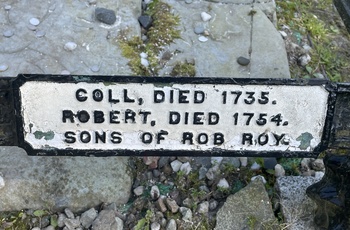 COLL, DIED 1735.
ROBERT, DIED 1754.
SONS OF ROB ROY.